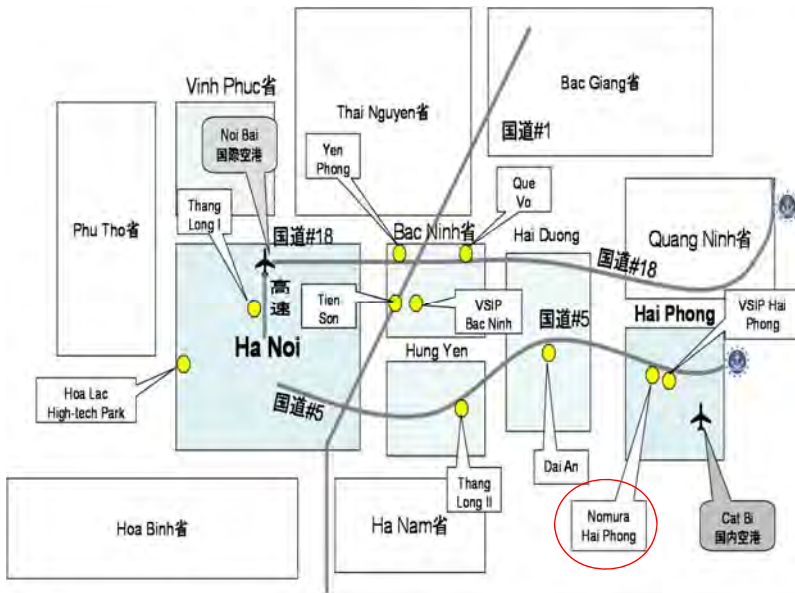 Vinh Phuc省
Noi Bai
国際空港
Thai Nguyen省
Bac Giang省
国道#1
Phu Tho省
Thang
Long I
Yen
Phong
Que
Vo
国道#18
Bac Ninh省
Hai Duong
Quang Ninh省
国道#18
高速
Tien
Son
VSIP
Bac Ninh
国道#5
Hai Phong
VSIP Hai
Phong
Ha Noi
Hung Yen
Hoa Lac
High-tech Park
国道#5
Dai An
Thang
Long II
Nomura
Hai Phong
Cat Bi
国内空港
Hoa Binh省
Ha Nam省